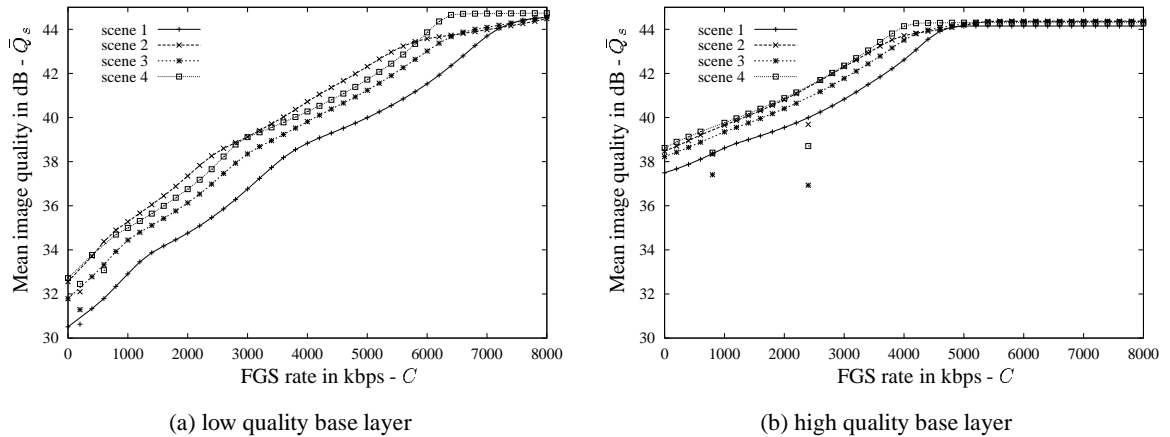 44
42
40
38
36
34
32
30
0 1000 2000 3000 4000 5000 6000 7000 8000
Mean image quality in dB - Q̄s
FGS rate in kbps - C
scene 1
scene 2
scene 3
scene 4
(a) low quality base layer
44
42
40
38
36
34
32
30
0 1000 2000 3000 4000 5000 6000 7000 8000
Mean image quality in dB - Q̄s
FGS rate in kbps - C
scene 1
scene 2
scene 3
scene 4
(b) high quality base layer